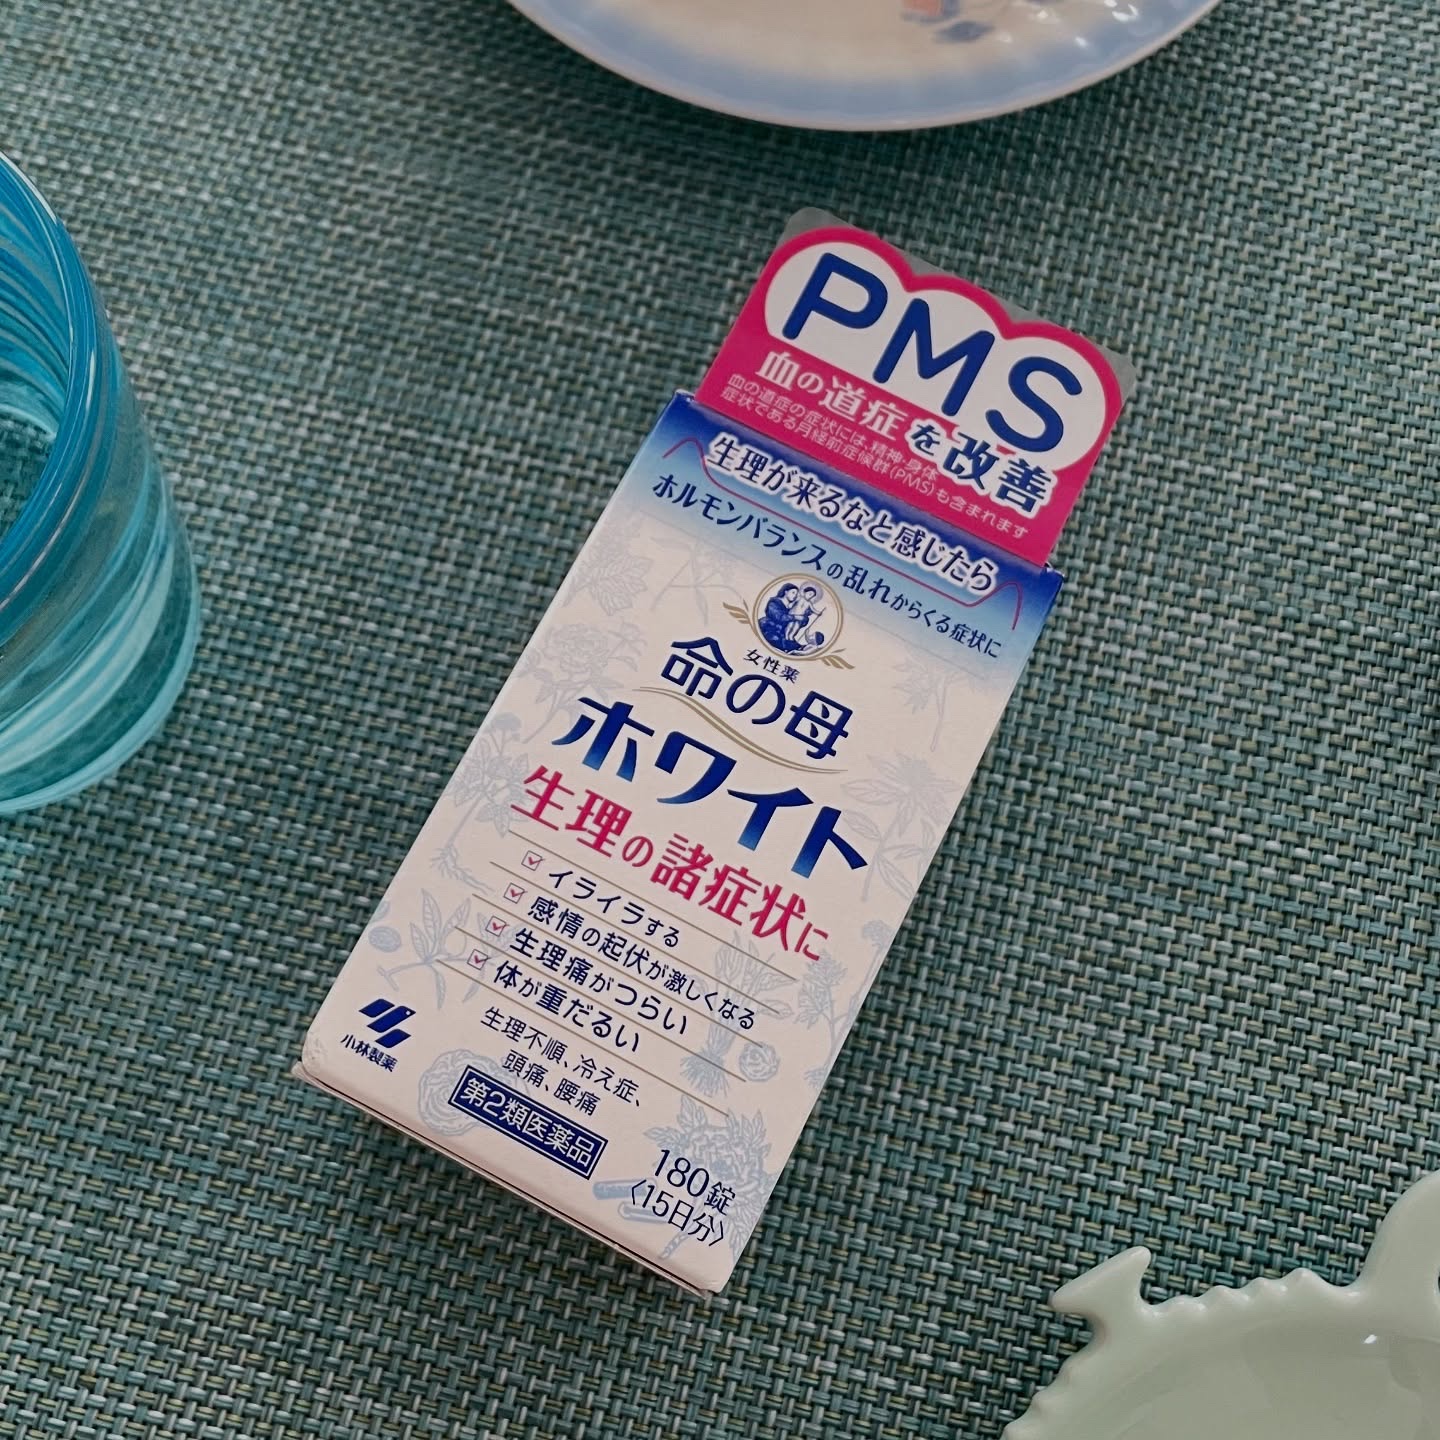 PMS
血の道症を改善
血の道症の症状には、精神・身体
症状である月経前症候群(PMS)も含まれます
生理が来るなと感じたら
ホルモンバランスの乱れからくる症状に
女性薬
命の母
ホワイト
生理の諸症状に
イライラする
感情の起伏が激しくなる
生理痛がつらい
体が重だるい
生理不順、冷え症、
頭痛、腰痛
小林製薬
第2類医薬品
180錠
〈15日分〉